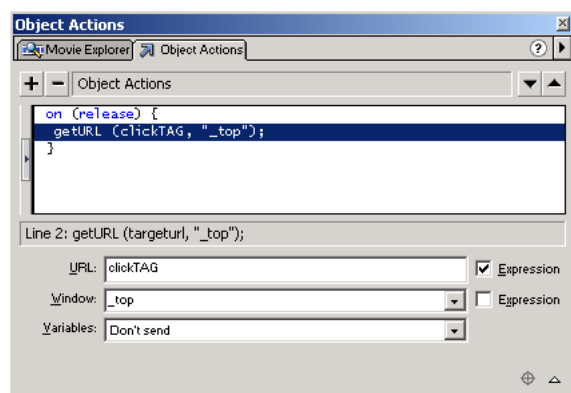 Object Actions
Movie Explorer Object Actions ?
+ - Object Actions
on (release) {
getURL (clickTAG, "_top");
}
Line 2: getURL (targeturl, "_top");
URL: clickTAG Expression
Window: _top Expression
Variables: Don't send